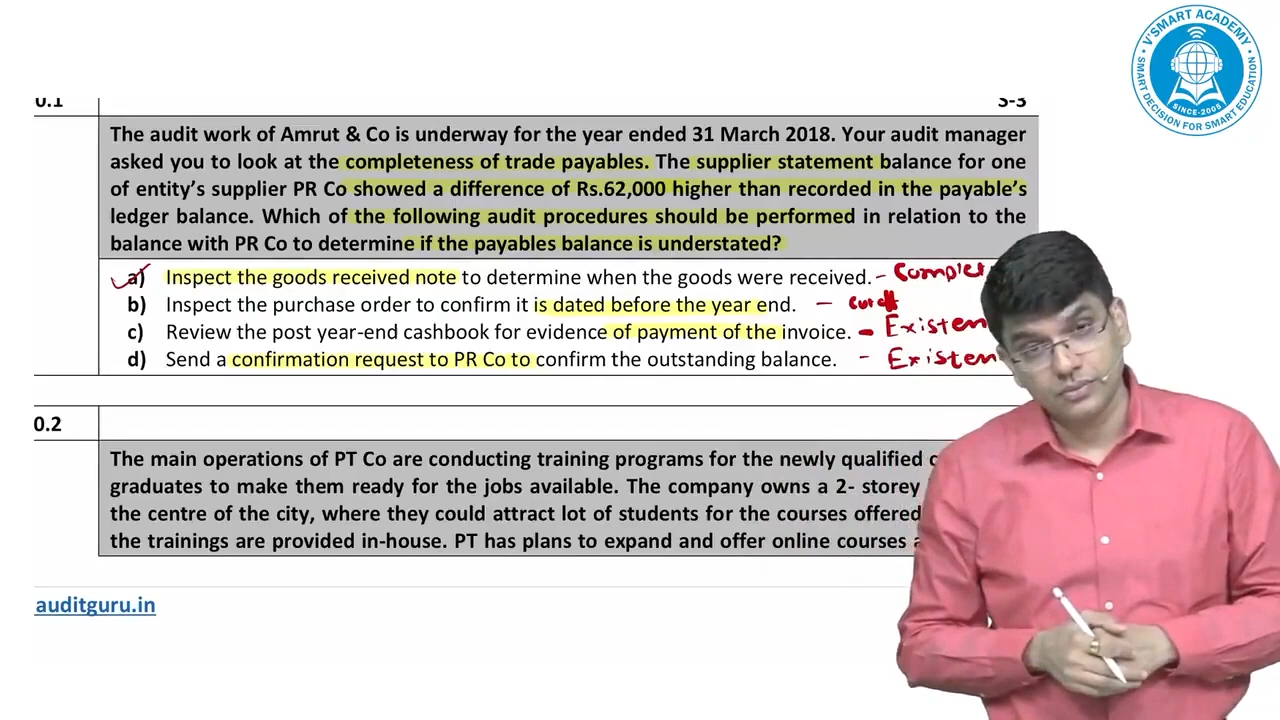 V'SMART ACADEMY
SINCE-2005
SMART DECISION FOR SMART EDUCATION
0.1
S-3
The audit work of Amrut & Co is underway for the year ended 31 March 2018. Your audit manager
asked you to look at the completeness of trade payables. The supplier statement balance for one
of entity's supplier PR Co showed a difference of Rs.62,000 higher than recorded in the payable's
ledger balance. Which of the following audit procedures should be performed in relation to the
balance with PR Co to determine if the payables balance is understated?
a) Inspect the goods received note to determine when the goods were received. -
b) Inspect the purchase order to confirm it is dated before the year end. - cut off
c) Review the post year-end cashbook for evidence of payment of the invoice. - Existen
d) Send a confirmation request to PR Co to confirm the outstanding balance. - Existen
0.2
The main operations of PT Co are conducting training programs for the newly qualified
graduates to make them ready for the jobs available. The company owns a 2- storey
the centre of the city, where they could attract lot of students for the courses offered
the trainings are provided in-house. PT has plans to expand and offer online courses
auditguru.in